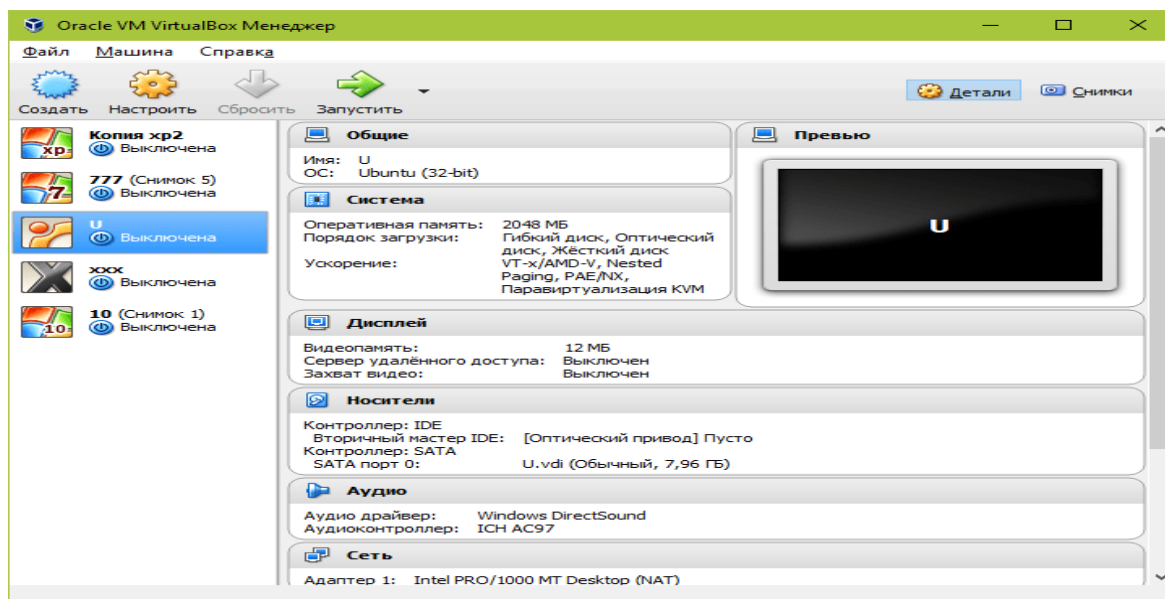 Oracle VM VirtualBox Менеджер
Файл Машина Справка
Создать Настроить Сбросить Запустить
Детали Снимки
Копия xp2
Выключена
xp
777 (Снимок 5)
Выключена
7
U
Выключена
xxx
Выключена
10 (Снимок 1)
Выключена
10
Общие
Имя: U
ОС: Ubuntu (32-bit)
Превью
U
Система
Оперативная память: 2048 МБ
Порядок загрузки: Гибкий диск, Оптический
диск, Жёсткий диск
Ускорение: VT-x/AMD-V, Nested
Paging, PAE/NX,
Паравиртуализация KVM
Дисплей
Видеопамять: 12 МБ
Сервер удалённого доступа: Выключен
Захват видео: Выключен
Носители
Контроллер: IDE
Вторичный мастер IDE: [Оптический привод] Пусто
Контроллер: SATA
SATA порт 0: U.vdi (Обычный, 7,96 ГБ)
Аудио
Аудио драйвер: Windows DirectSound
Аудиоконтроллер: ICH AC97
Сеть
Адаптер 1: Intel PRO/1000 MT Desktop (NAT)